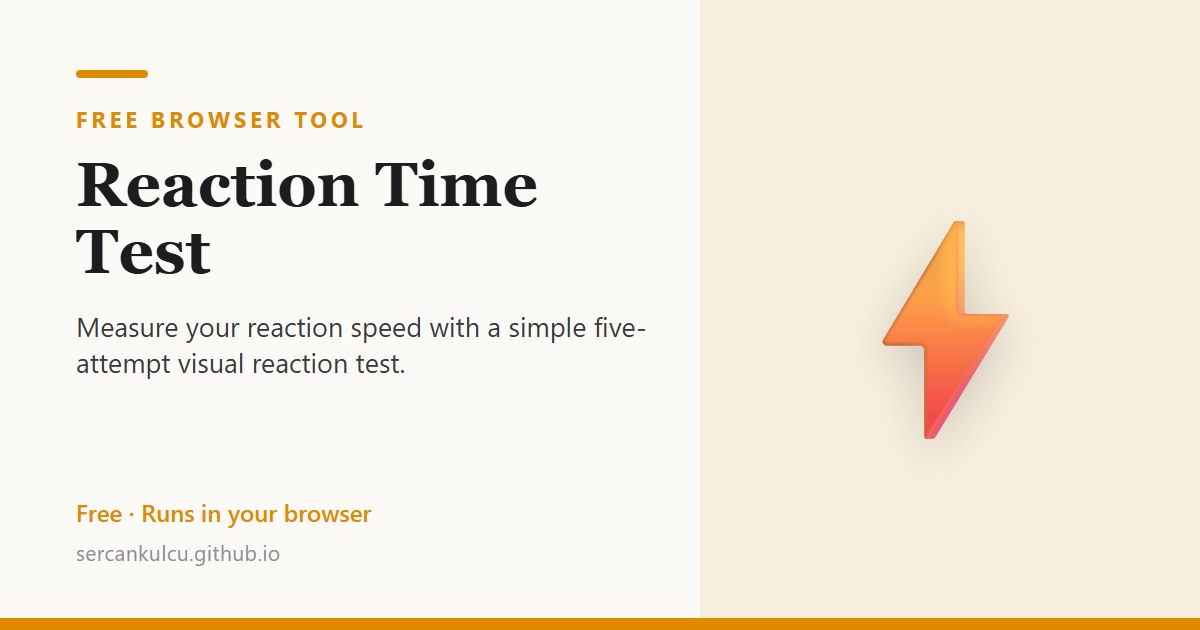 FREE BROWSER TOOL
Reaction Time
Test
Measure your reaction speed with a simple five-
attempt visual reaction test.
Free · Runs in your browser
sercankulcu.github.io